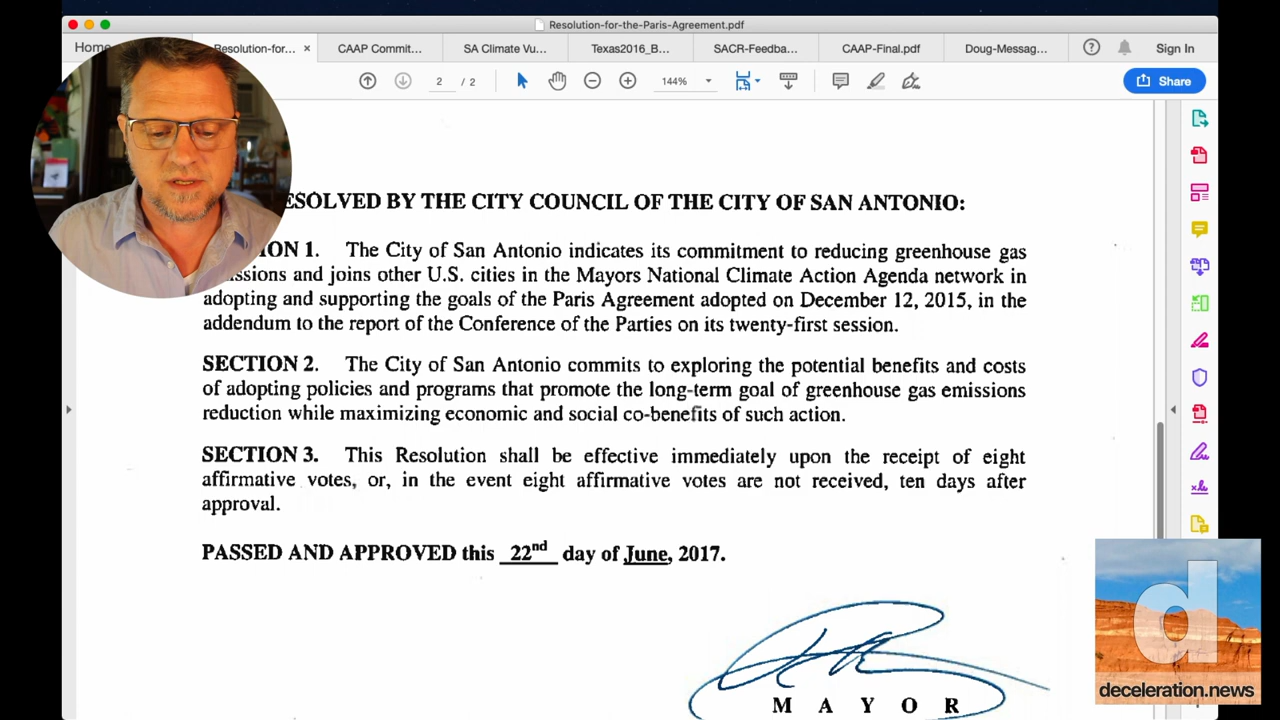 Resolution-for-the-Paris-Agreement.pdf
Home
Resolution-for... ×
CAAP Commit...
SA Climate Vu...
Texas2016_B...
SACR-Feedba...
CAAP-Final.pdf
Doug-Messag...
Sign In
2 / 2
144%
Share
ESOLVED BY THE CITY COUNCIL OF THE CITY OF SAN ANTONIO:
ION 1. The City of San Antonio indicates its commitment to reducing greenhouse gas
ssions and joins other U.S. cities in the Mayors National Climate Action Agenda network in
adopting and supporting the goals of the Paris Agreement adopted on December 12, 2015, in the
addendum to the report of the Conference of the Parties on its twenty-first session.
SECTION 2. The City of San Antonio commits to exploring the potential benefits and costs
of adopting policies and programs that promote the long-term goal of greenhouse gas emissions
reduction while maximizing economic and social co-benefits of such action.
SECTION 3. This Resolution shall be effective immediately upon the receipt of eight
affirmative votes, or, in the event eight affirmative votes are not received, ten days after
approval.
PASSED AND APPROVED this 22nd day of June, 2017.
M A Y O R
d
deceleration.news